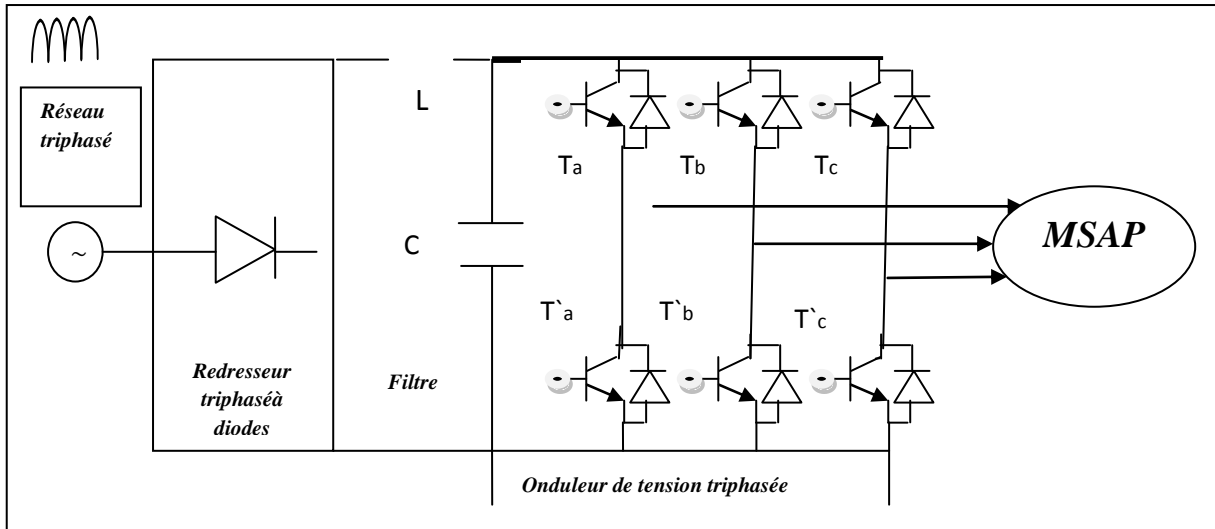 Réseau
triphasé
~
L
C
Ta
Tb
Tc
MSAP
T`a
T`b
T`c
Redresseur
triphaséà
diodes
Filtre
Onduleur de tension triphasée